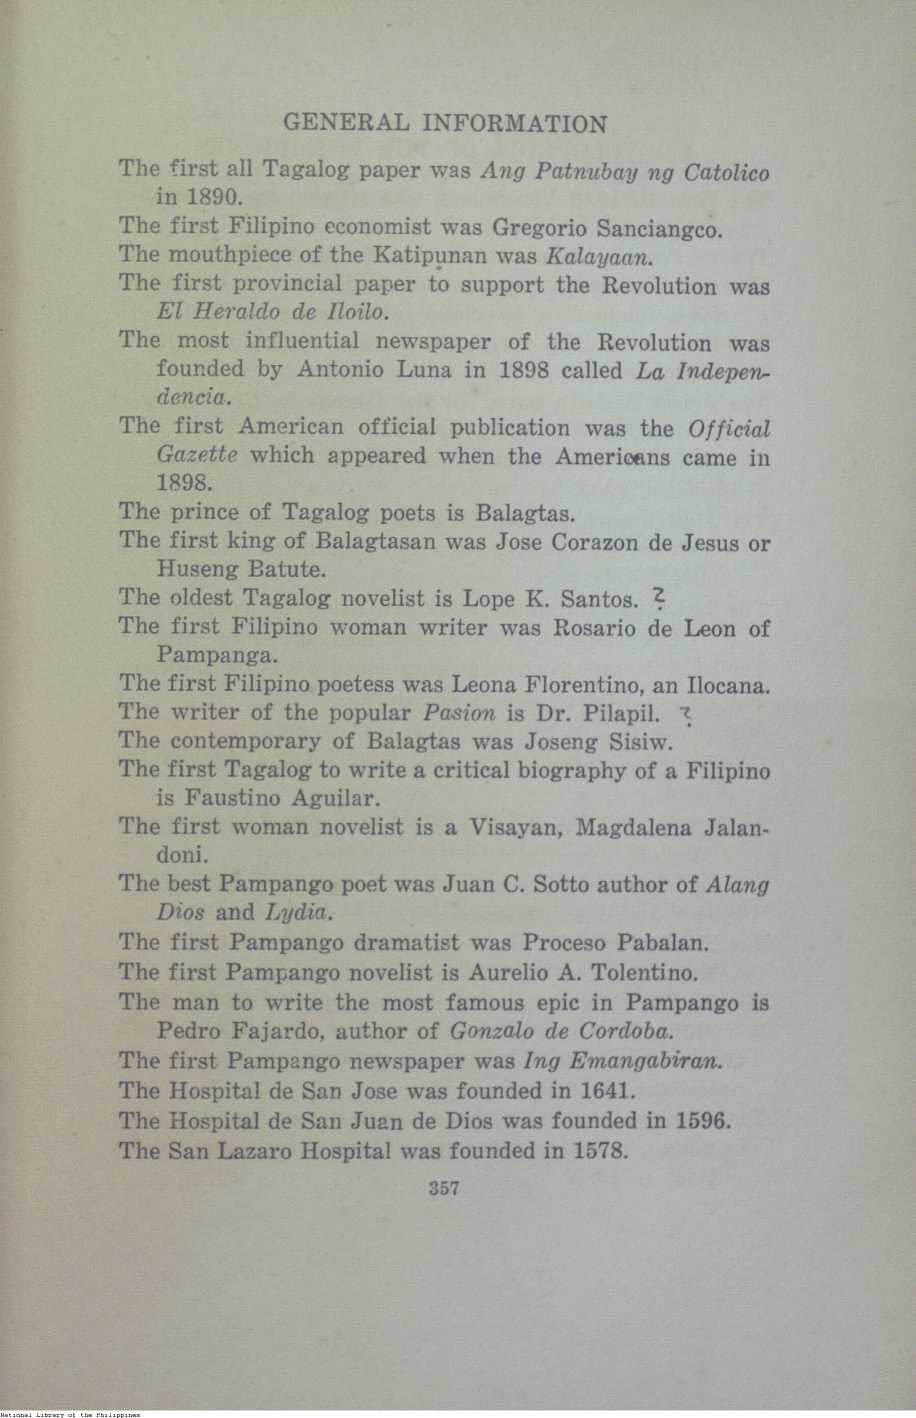 GENERAL INFORMATION
The first all Tagalog paper was Ang Patnubay ng Catolico
in 1890.
The first Filipino economist was Gregorio Sanciangco.
The mouthpiece of the Katipunan was Kalayaan.
The first provincial paper to support the Revolution was
El Heraldo de Iloilo.
The most influential newspaper of the Revolution was
founded by Antonio Luna in 1898 called La Indepen-
dencia.
The first American official publication was the Official
Gazette which appeared when the Americans came in
1898.
The prince of Tagalog poets is Balagtas.
The first king of Balagtasan was Jose Corazon de Jesus or
Huseng Batute.
The oldest Tagalog novelist is Lope K. Santos. ?
The first Filipino woman writer was Rosario de Leon of
Pampanga.
The first Filipino poetess was Leona Florentino, an Ilocana.
The writer of the popular Pasion is Dr. Pilapil. ?
The contemporary of Balagtas was Joseng Sisiw.
The first Tagalog to write a critical biography of a Filipino
is Faustino Aguilar.
The first woman novelist is a Visayan, Magdalena Jalan-
doni.
The best Pampango poet was Juan C. Sotto author of Alang
Dios and Lydia.
The first Pampango dramatist was Proceso Pabalan.
The first Pampango novelist is Aurelio A. Tolentino.
The man to write the most famous epic in Pampango is
Pedro Fajardo, author of Gonzalo de Cordoba.
The first Pampango newspaper was Ing Emangabiran.
The Hospital de San Jose was founded in 1641.
The Hospital de San Juan de Dios was founded in 1596.
The San Lazaro Hospital was founded in 1578.
357
National Library of the Philippines